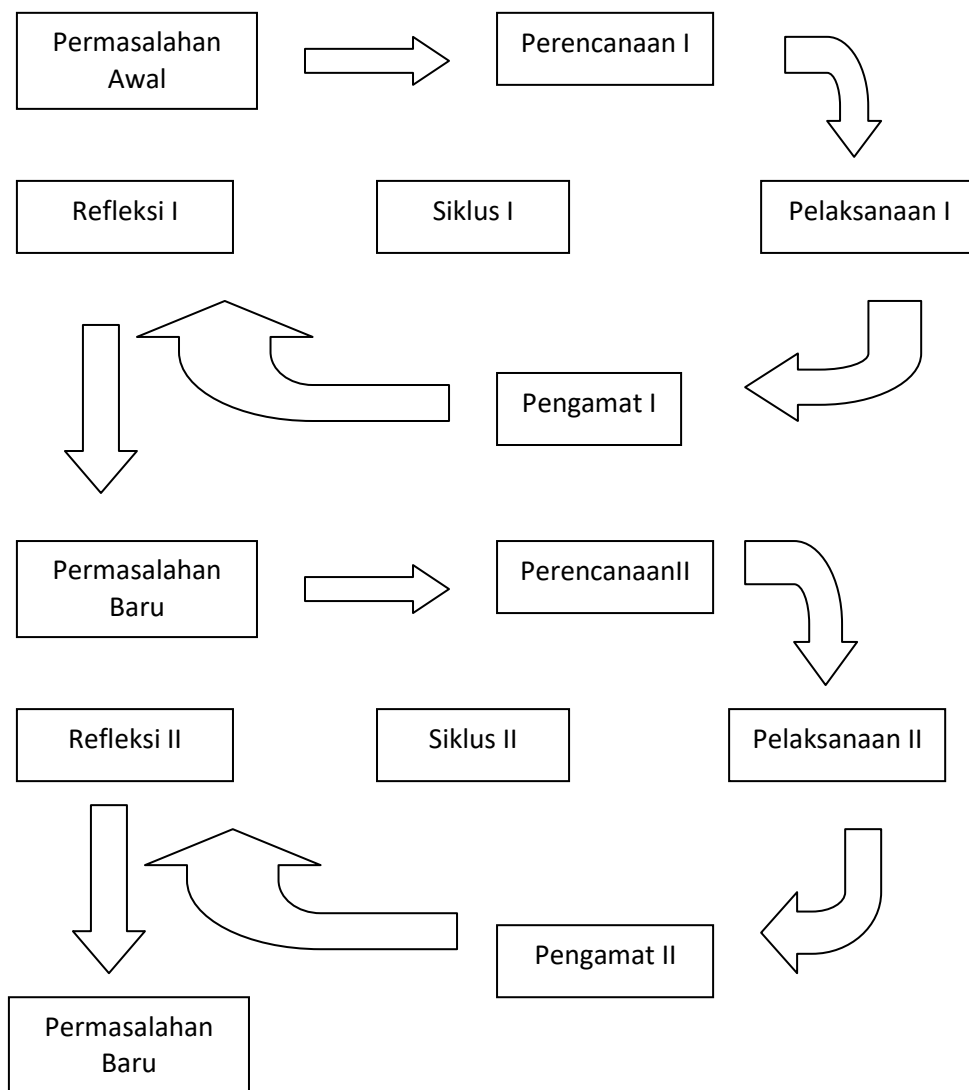 Permasalahan
Awal
Perencanaan I
Refleksi I
Siklus I
Pelaksanaan I
Pengamat I
Permasalahan
Baru
PerencanaanII
Refleksi II
Siklus II
Pelaksanaan II
Pengamat II
Permasalahan
Baru